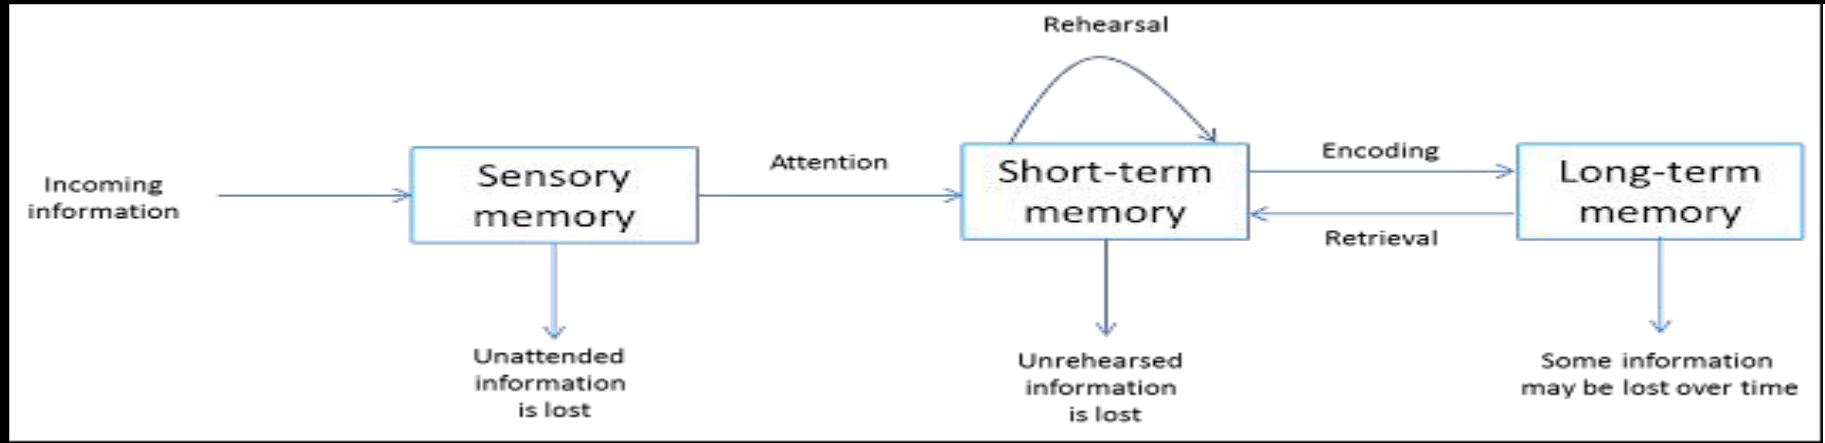 Rehearsal
Incoming
information
Sensory
memory
Attention
Short-term
memory
Encoding
Retrieval
Long-term
memory
Unattended
information
is lost
Unrehearsed
information
is lost
Some information
may be lost over time